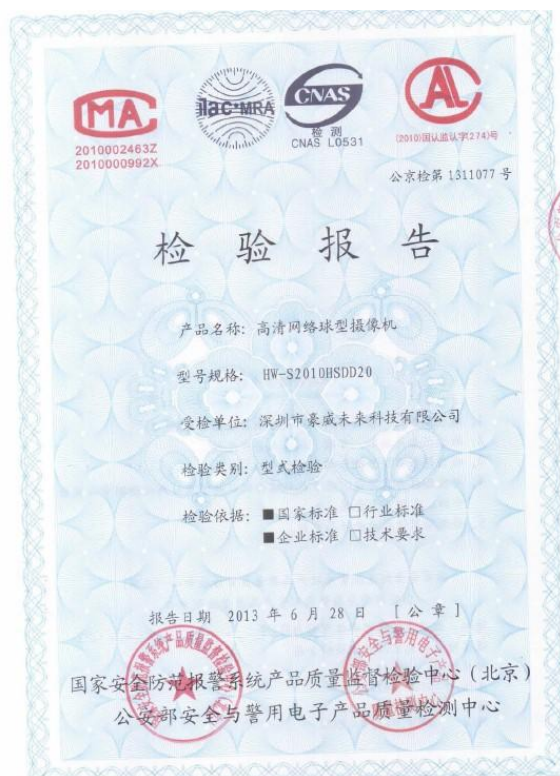 MA
2010002463Z
2010000992X
ilac-MRA
CNAS
检测
CNAS L0531
AL
(2010)国认监认字(274)号
公京检第 1311077 号
检验报告
产品名称: 高清网络球型摄像机
型号规格: HW-S2010HSDD20
受检单位: 深圳市豪威未来科技有限公司
检验类别: 型式检验
检验依据: ■国家标准 □行业标准
■企业标准 □技术要求
报告日期 2013 年 6 月 28 日 [公章]
国家安全防范报警系统产品质量监督检验中心(北京)
公安部安全与警用电子产品质量检测中心